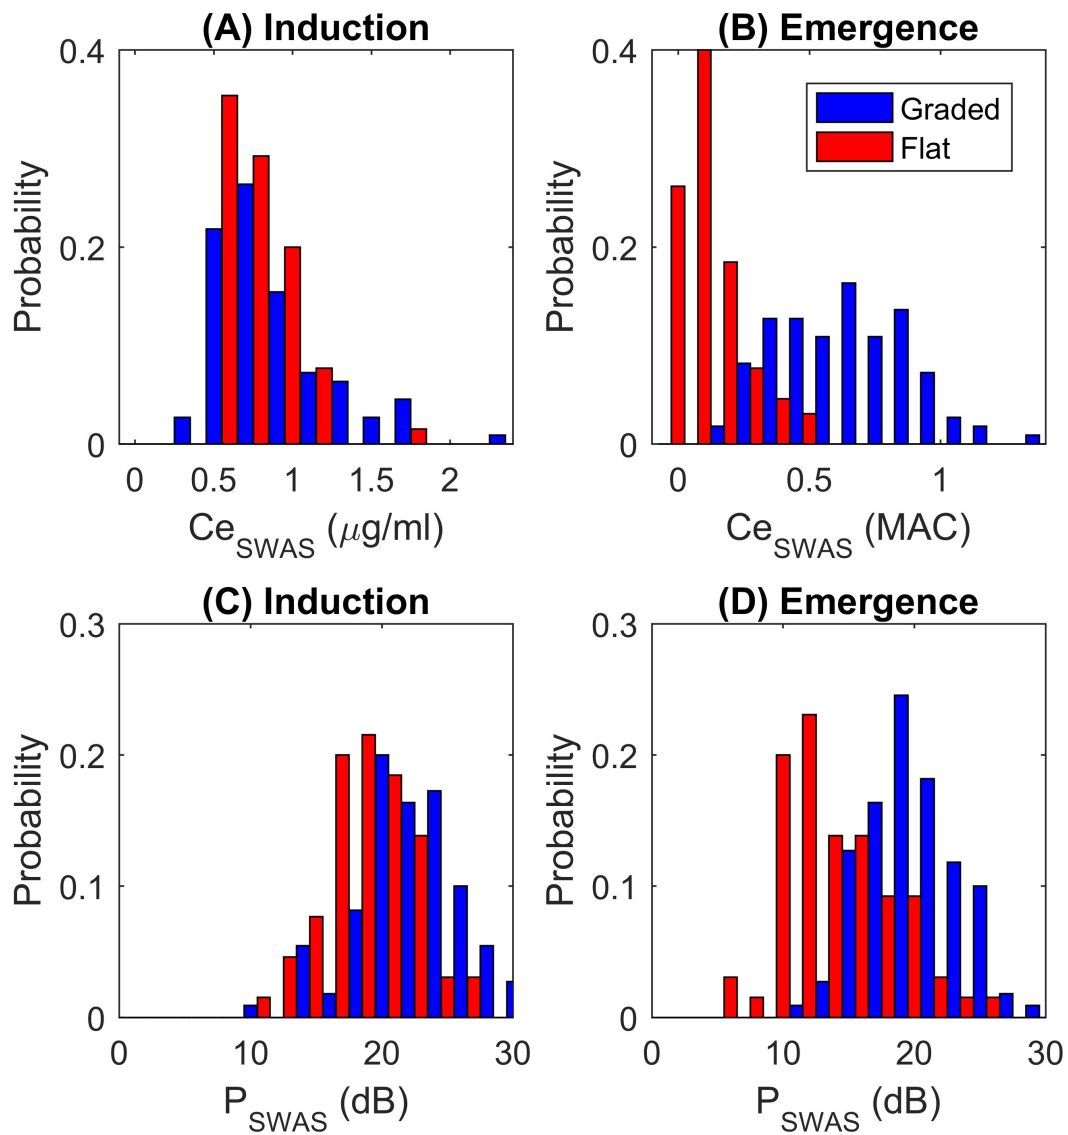 (A) Induction
Probability
0.4
0.2
0
0 0.5 1 1.5 2
Ce_SWAS (μg/ml)
(B) Emergence
Graded
Flat
Probability
0.4
0.2
0
0 0.5 1
Ce_SWAS (MAC)
(C) Induction
Probability
0.3
0.2
0.1
0
0 10 20 30
P_SWAS (dB)
(D) Emergence
Probability
0.3
0.2
0.1
0
0 10 20 30
P_SWAS (dB)